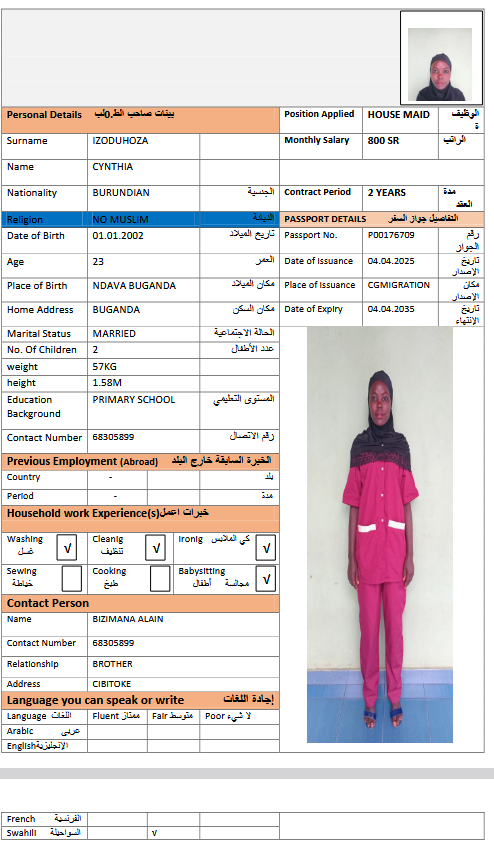 Personal Details بينات صاحب الط.0لب
Position Applied HOUSE MAID الوظيفة
Surname IZODUHOZA
Monthly Salary 800 SR الراتب
Name CYNTHIA
Nationality BURUNDIAN الجنسية
Contract Period 2 YEARS مدة العقد
Religion NO MUSLIM الديانة
PASSPORT DETAILS التفاصيل جواز السفر
Date of Birth 01.01.2002 تاريخ الميلاد
Passport No. P00176709 رقم الجواز
Age 23 العمر
Date of Issuance 04.04.2025 تاريخ الإصدار
Place of Birth NDAVA BUGANDA مكان الميلاد
Place of Issuance CGMIGRATION مكان الإصدار
Home Address BUGANDA مكان السكن
Date of Expiry 04.04.2035 تاريخ الإنتهاء
Marital Status MARRIED الحالة الاجتماعية
No. Of Children 2 عدد الأطفال
weight 57KG
height 1.58M
Education Background PRIMARY SCHOOL المستوى التعليمي
Contact Number 68305899 رقم الاتصال
Previous Employment (Abroad) الخبرة السابقة خارج البلد
Country - بلد
Period - مدة
Household work Experience(s) خبرات اعمل
Washing غسل √ Cleanig تنظيف √ Ironig كي الملابس √
Sewing خياطة Cooking طبخ Babysitting مجالسة أطفال √
Contact Person
Name BIZIMANA ALAIN
Contact Number 68305899
Relationship BROTHER
Address CIBITOKE
Language you can speak or write إجادة اللغات
Language اللغات Fluent ممتاز Fair متوسط Poor لا شيء
Arabic عربى
English الإنجليزية
French الفرنسية
Swahili السواحيلة √